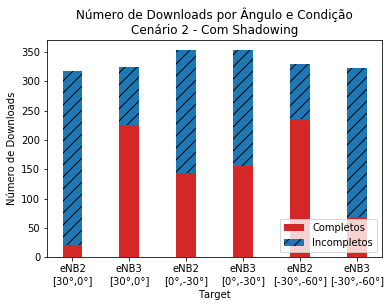 Número de Downloads por Ângulo e Condição
Cenário 2 - Com Shadowing
Número de Downloads
350
300
250
200
150
100
50
0
Completos
Incompletos
eNB2 eNB3 eNB2 eNB3 eNB2 eNB3
[30°,0°] [30°,0°] [0°,-30°] [0°,-30°] [-30°,-60°] [-30°,-60°]
Target